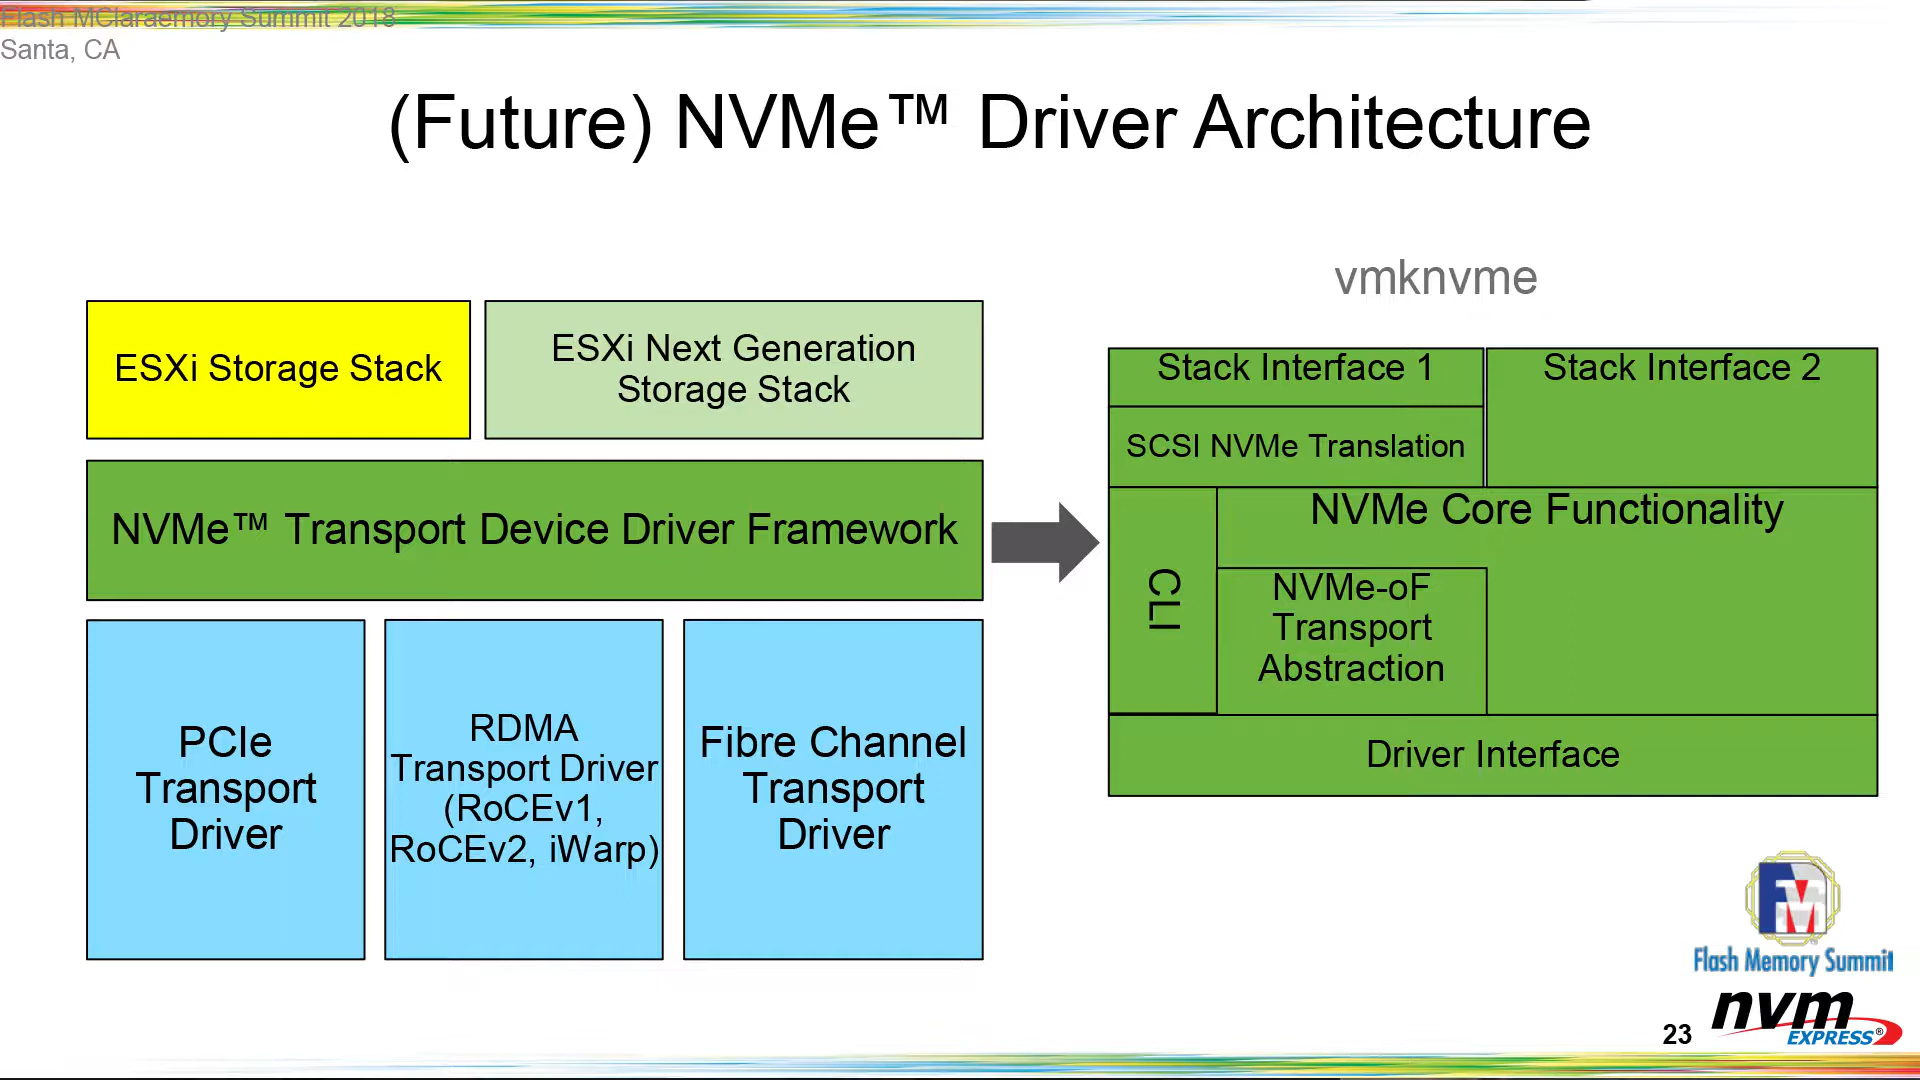 Flash MClaraemory Summit 2018
Santa, CA
(Future) NVMe™ Driver Architecture
vmknvme
ESXi Storage Stack
ESXi Next Generation
Storage Stack
NVMe™ Transport Device Driver Framework
PCIe
Transport
Driver
RDMA
Transport Driver
(RoCEv1,
RoCEv2, iWarp)
Fibre Channel
Transport
Driver
Stack Interface 1
Stack Interface 2
SCSI NVMe Translation
NVMe Core Functionality
CLI
NVMe-oF
Transport
Abstraction
Driver Interface
FM
Flash Memory Summit
nvm
EXPRESS®
23